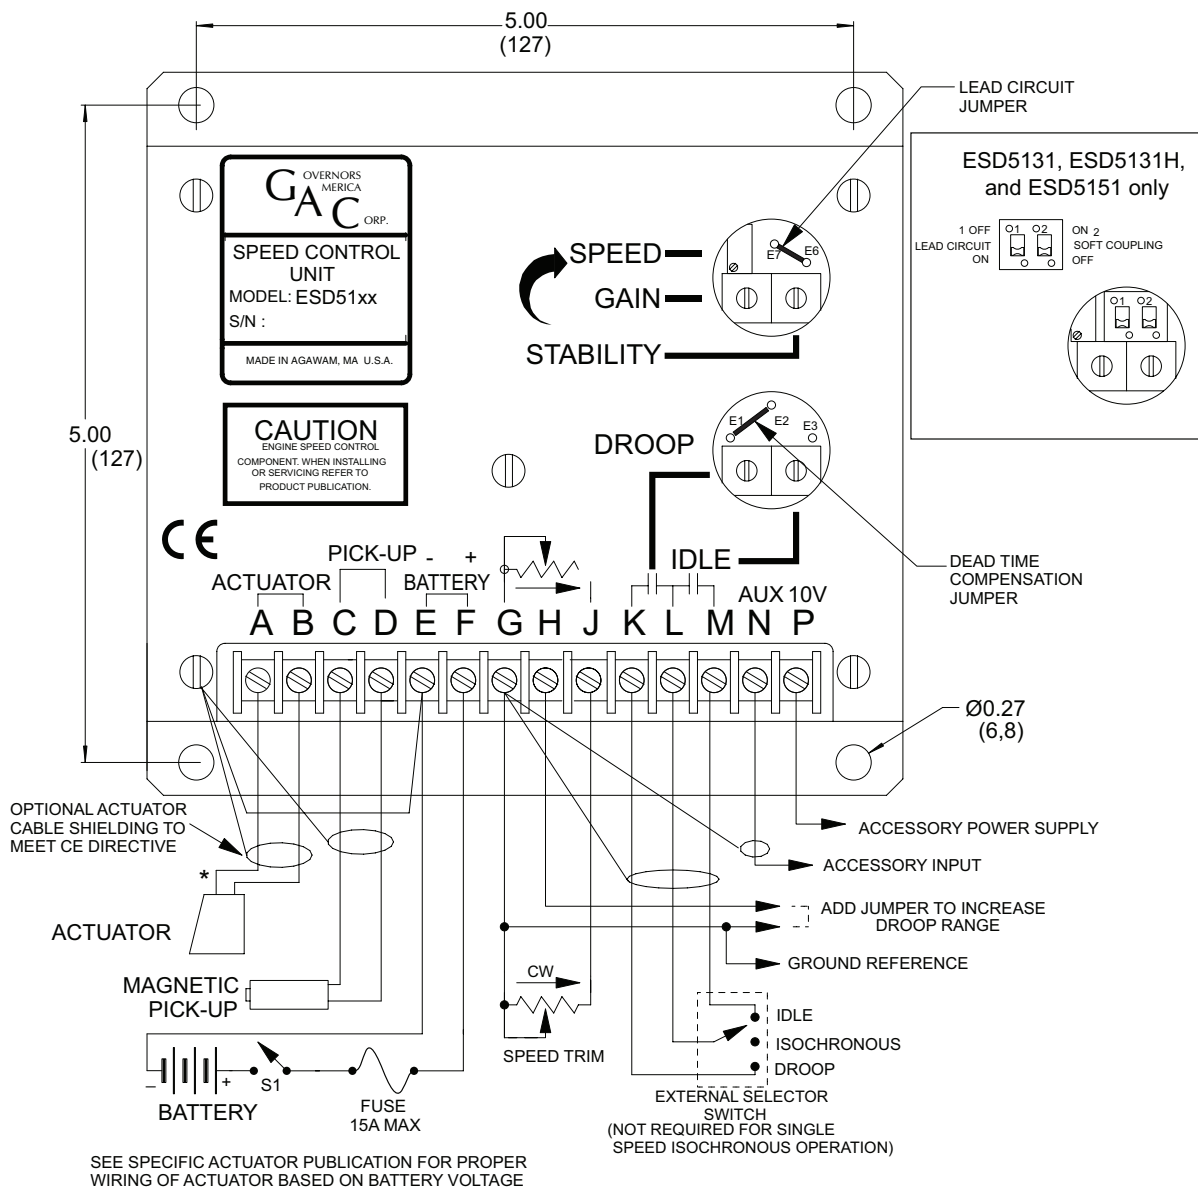 5.00
(127)
LEAD CIRCUIT
JUMPER
ESD5131, ESD5131H,
and ESD5151 only
1 OFF
LEAD CIRCUIT
ON
1 2
ON 2
SOFT COUPLING
OFF
1 2
GAC
OVERNORS
MERICA
ORP.
SPEED CONTROL
UNIT
MODEL: ESD51xx
S/N :
MADE IN AGAWAM, MA U.S.A.
SPEED
GAIN
STABILITY
E7 E6
5.00
(127)
CAUTION
ENGINE SPEED CONTROL
COMPONENT. WHEN INSTALLING
OR SERVICING REFER TO
PRODUCT PUBLICATION.
DROOP
E1 E2 E3
CE
PICK-UP - +
ACTUATOR BATTERY
IDLE
AUX 10V
DEAD TIME
COMPENSATION
JUMPER
A B C D E F G H J K L M N P
Ø0.27
(6,8)
OPTIONAL ACTUATOR
CABLE SHIELDING TO
MEET CE DIRECTIVE
*
ACTUATOR
MAGNETIC
PICK-UP
ACCESSORY POWER SUPPLY
ACCESSORY INPUT
ADD JUMPER TO INCREASE
DROOP RANGE
GROUND REFERENCE
CW
SPEED TRIM
IDLE
ISOCHRONOUS
DROOP
EXTERNAL SELECTOR
SWITCH
(NOT REQUIRED FOR SINGLE
SPEED ISOCHRONOUS OPERATION)
– +
BATTERY
S1
FUSE
15A MAX
SEE SPECIFIC ACTUATOR PUBLICATION FOR PROPER
WIRING OF ACTUATOR BASED ON BATTERY VOLTAGE